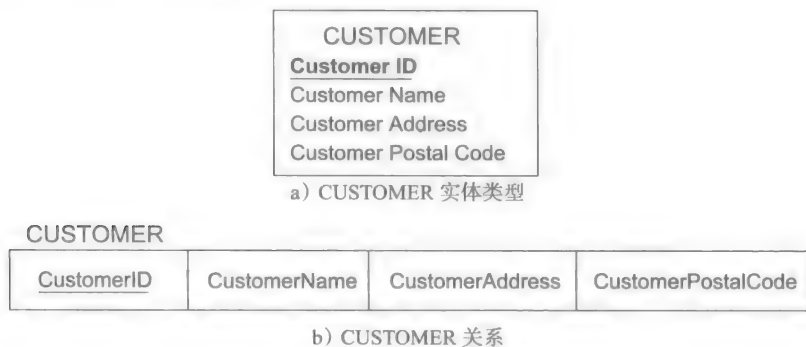 CUSTOMER
Customer ID
Customer Name
Customer Address
Customer Postal Code
a) CUSTOMER 实体类型
CUSTOMER
CustomerID CustomerName CustomerAddress CustomerPostalCode
b) CUSTOMER 关系